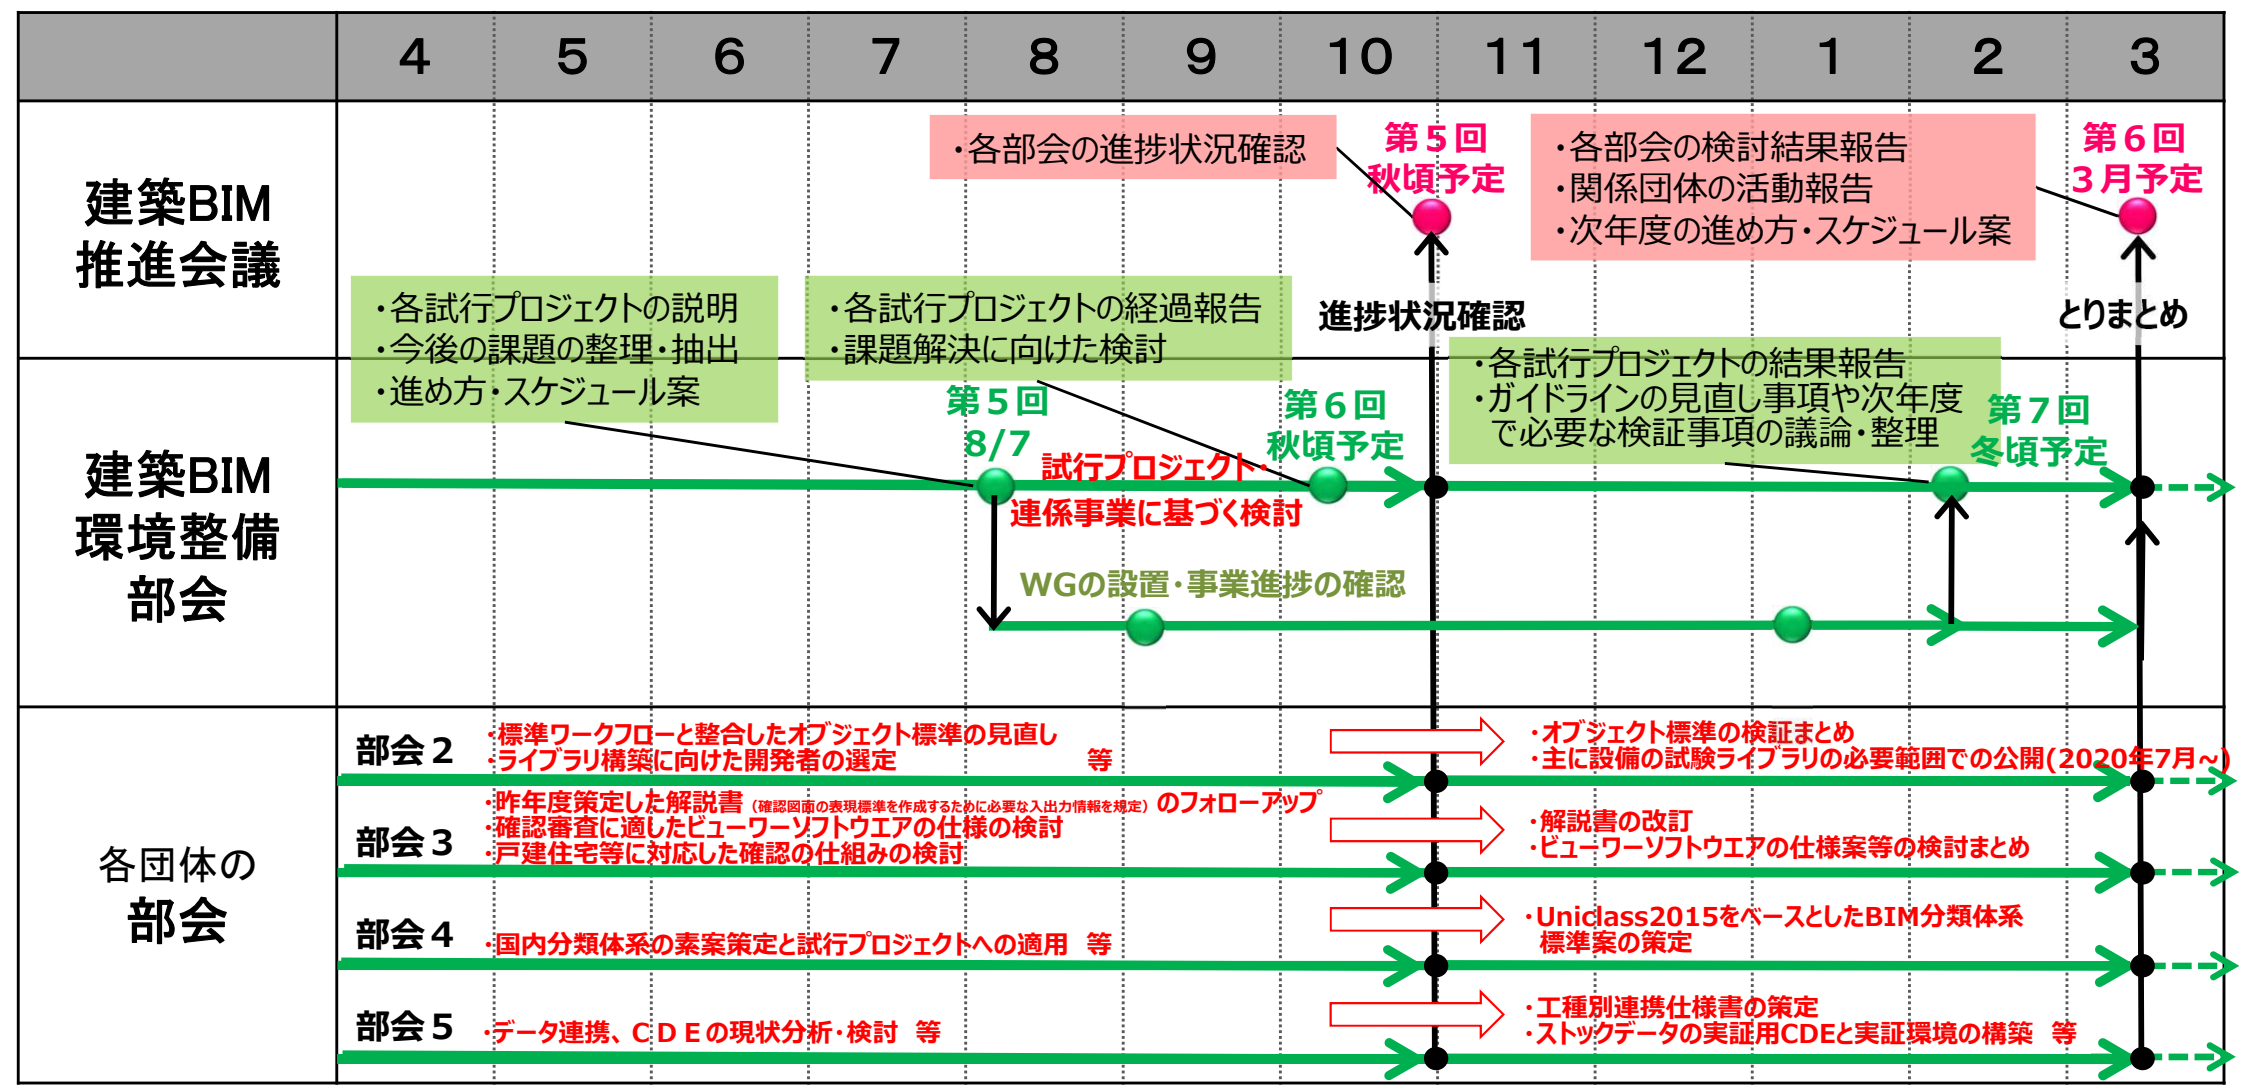 4 5 6 7 8 9 10 11 12 1 2 3
建築BIM
推進会議
・各部会の進捗状況確認
第５回
秋頃予定
・各部会の検討結果報告
・関係団体の活動報告
・次年度の進め方・スケジュール案
第６回
３月予定
進捗状況確認
とりまとめ
建築BIM
環境整備
部会
・各試行プロジェクトの説明
・今後の課題の整理・抽出
・進め方・スケジュール案
第５回
8/7
・各試行プロジェクトの経過報告
・課題解決に向けた検討
第６回
秋頃予定
試行プロジェクト・
連係事業に基づく検討
・各試行プロジェクトの結果報告
・ガイドラインの見直し事項や次年度
で必要な検証事項の議論・整理
第７回
冬頃予定
WGの設置・事業進捗の確認
各団体の
部会
部会２
・標準ワークフローと整合したオブジェクト標準の見直し
・ライブラリ構築に向けた開発者の選定 等
・オブジェクト標準の検証まとめ
・主に設備の試験ライブラリの必要範囲での公開(2020年7月～)
部会３
・昨年度策定した解説書（確認図面の表現標準を作成するために必要な入出力情報を規定）のフォローアップ
・確認審査に適したビューワーソフトウエアの仕様の検討
・戸建住宅等に対応した確認の仕組みの検討
・解説書の改訂
・ビューワーソフトウエアの仕様案等の検討まとめ
部会４
・国内分類体系の素案策定と試行プロジェクトへの適用 等
・Uniclass2015をベースとしたBIM分類体系
標準案の策定
部会５
・データ連携、ＣＤＥの現状分析・検討 等
・工種別連携仕様書の策定
・ストックデータの実証用CDEと実証環境の構築 等